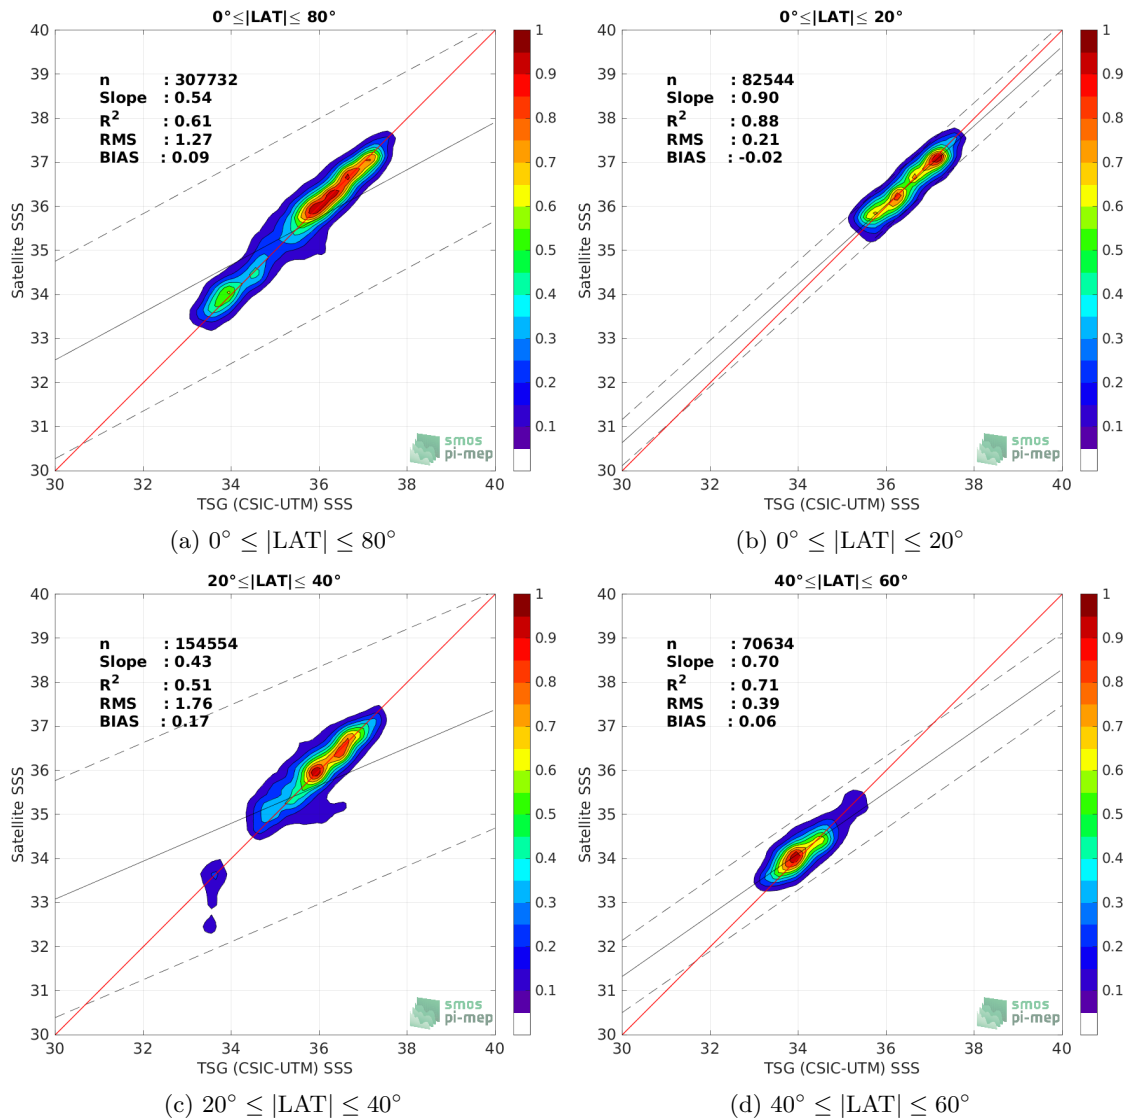 0°≤|LAT|≤ 80°
40
39
38
37
36
35
34
33
32
31
30
Satellite SSS
n : 307732
Slope : 0.54
R² : 0.61
RMS : 1.27
BIAS : 0.09
smos
pi-mep
30 32 34 36 38 40
TSG (CSIC-UTM) SSS
1
0.9
0.8
0.7
0.6
0.5
0.4
0.3
0.2
0.1
(a) 0° ≤ |LAT| ≤ 80°
0°≤|LAT|≤ 20°
40
39
38
37
36
35
34
33
32
31
30
Satellite SSS
n : 82544
Slope : 0.90
R² : 0.88
RMS : 0.21
BIAS : -0.02
smos
pi-mep
30 32 34 36 38 40
TSG (CSIC-UTM) SSS
1
0.9
0.8
0.7
0.6
0.5
0.4
0.3
0.2
0.1
(b) 0° ≤ |LAT| ≤ 20°
20°≤|LAT|≤ 40°
40
39
38
37
36
35
34
33
32
31
30
Satellite SSS
n : 154554
Slope : 0.43
R² : 0.51
RMS : 1.76
BIAS : 0.17
smos
pi-mep
30 32 34 36 38 40
TSG (CSIC-UTM) SSS
1
0.9
0.8
0.7
0.6
0.5
0.4
0.3
0.2
0.1
(c) 20° ≤ |LAT| ≤ 40°
40°≤|LAT|≤ 60°
40
39
38
37
36
35
34
33
32
31
30
Satellite SSS
n : 70634
Slope : 0.70
R² : 0.71
RMS : 0.39
BIAS : 0.06
smos
pi-mep
30 32 34 36 38 40
TSG (CSIC-UTM) SSS
1
0.9
0.8
0.7
0.6
0.5
0.4
0.3
0.2
0.1
(d) 40° ≤ |LAT| ≤ 60°